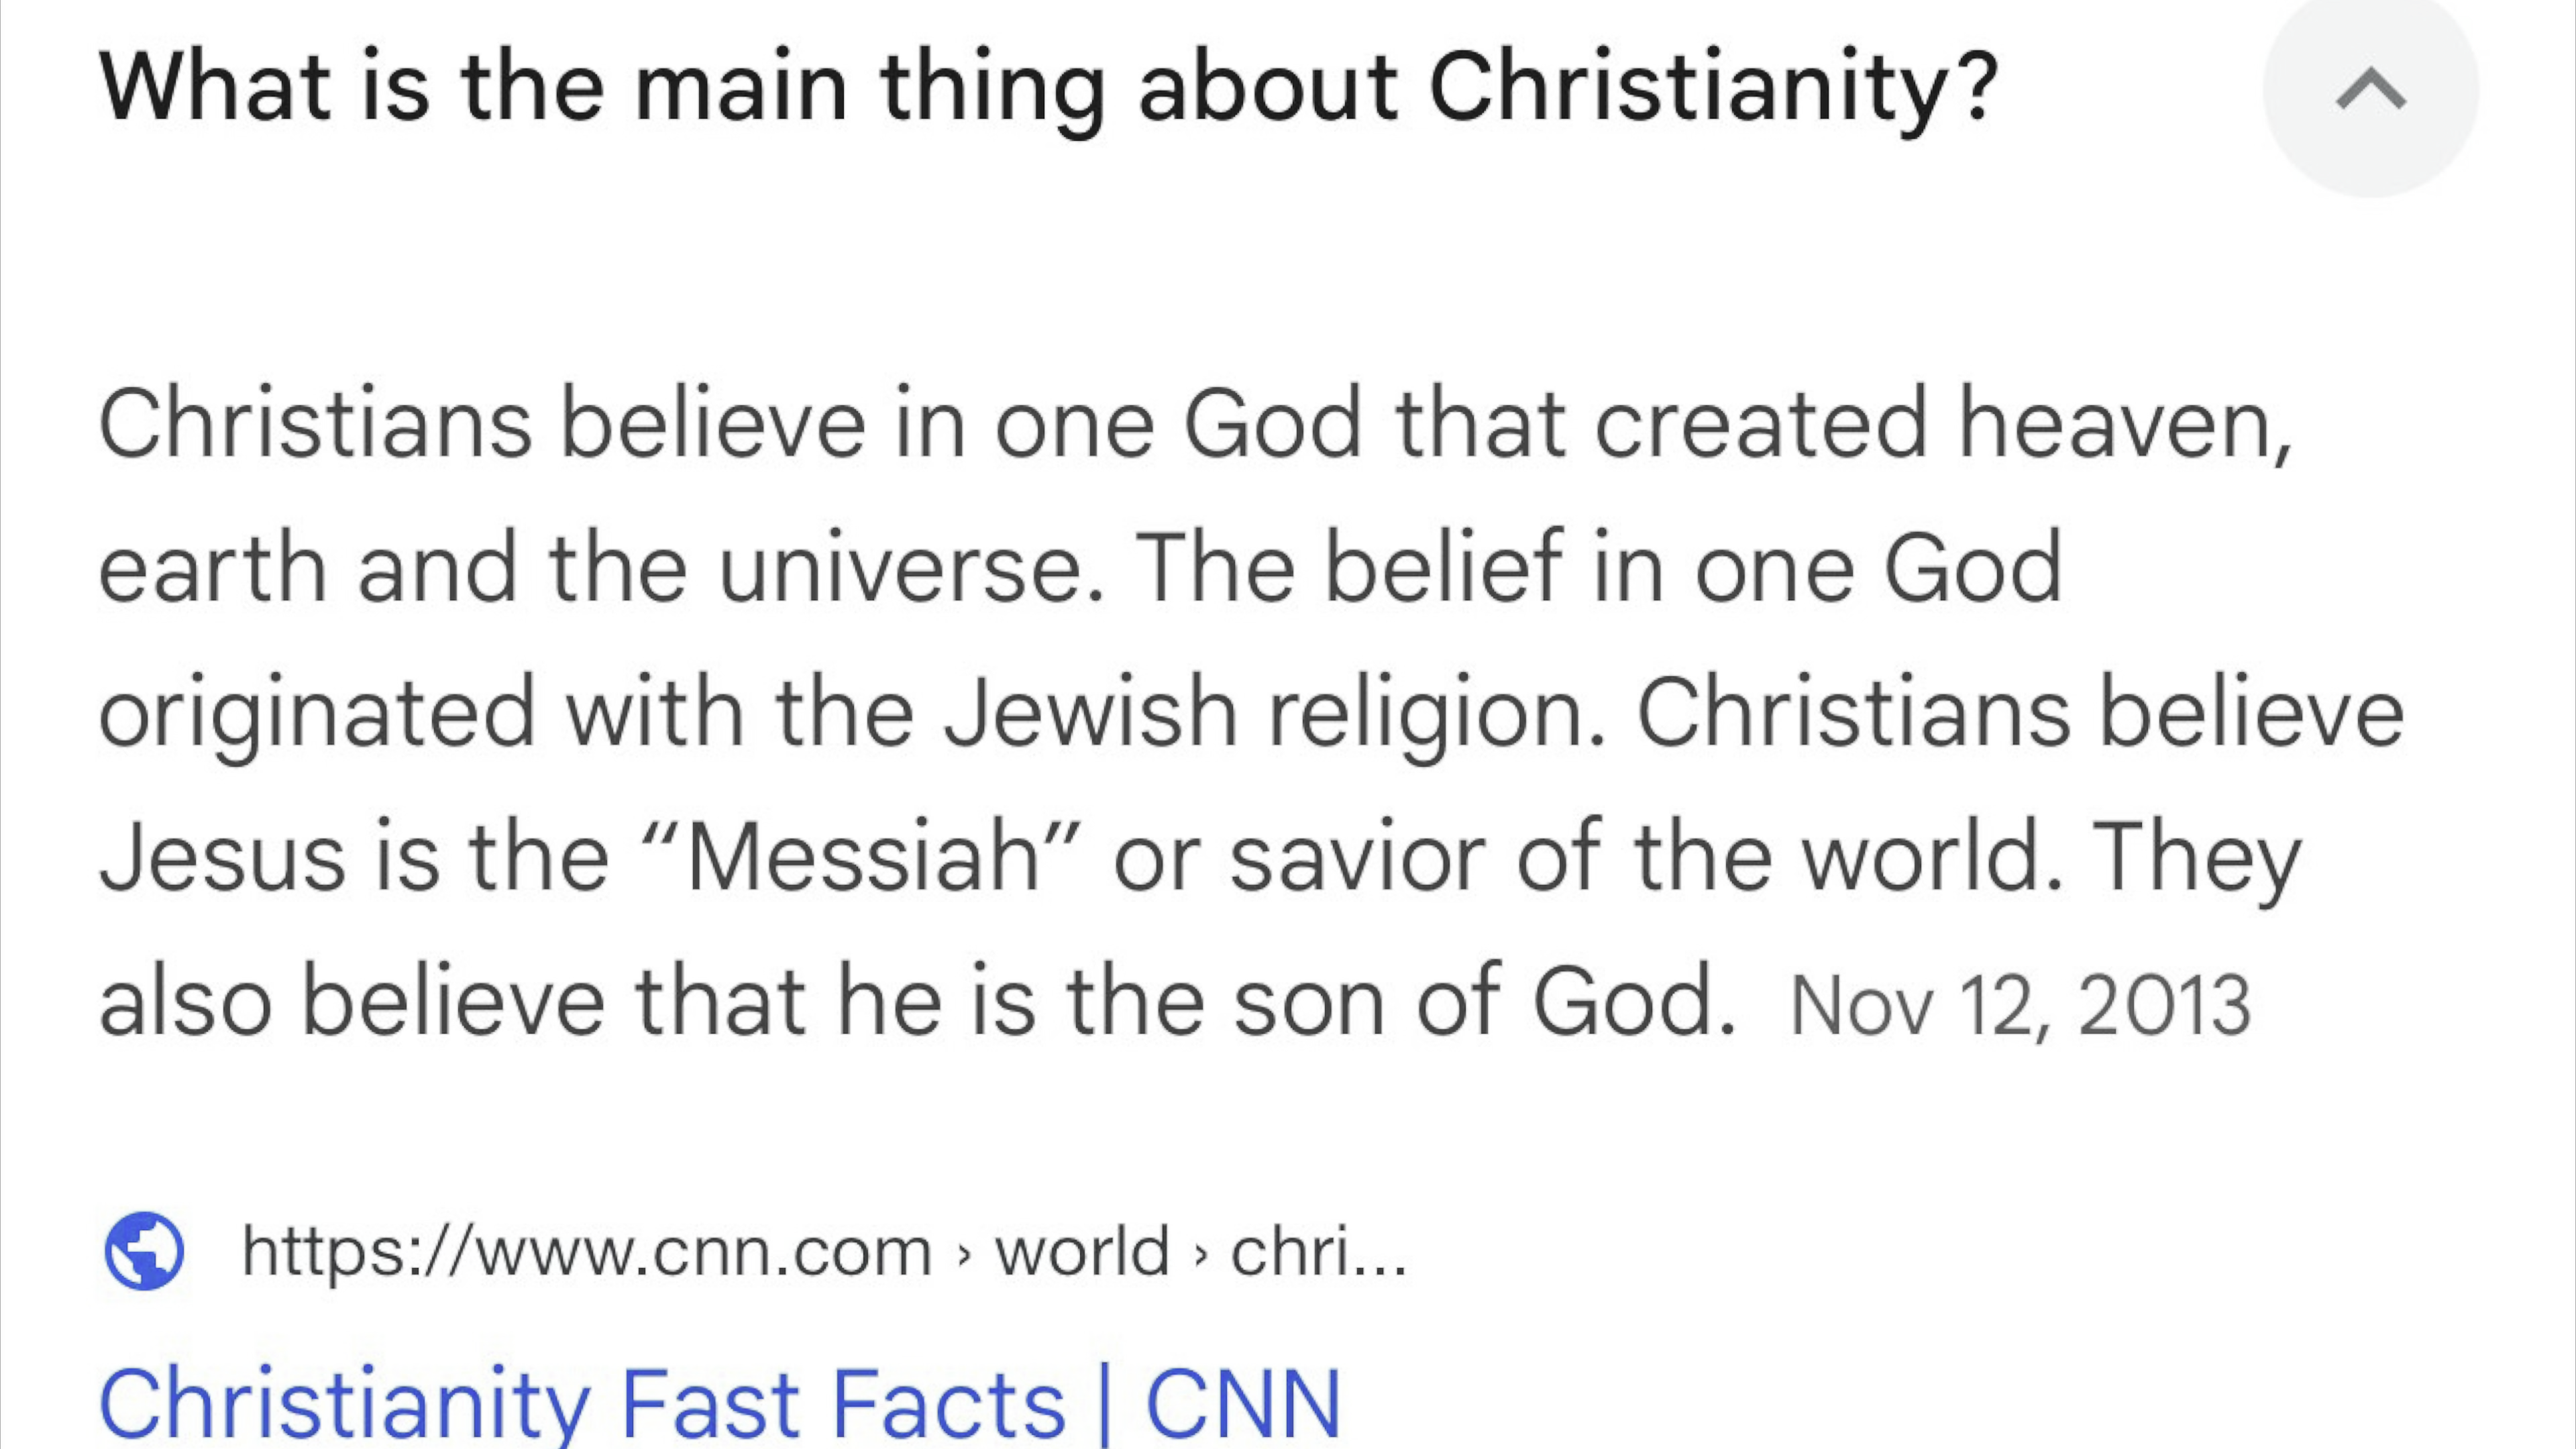 What is the main thing about Christianity?
Christians believe in one God that created heaven,
earth and the universe. The belief in one God
originated with the Jewish religion. Christians believe
Jesus is the “Messiah” or savior of the world. They
also believe that he is the son of God. Nov 12, 2013
https://www.cnn.com › world › chri...
Christianity Fast Facts | CNN